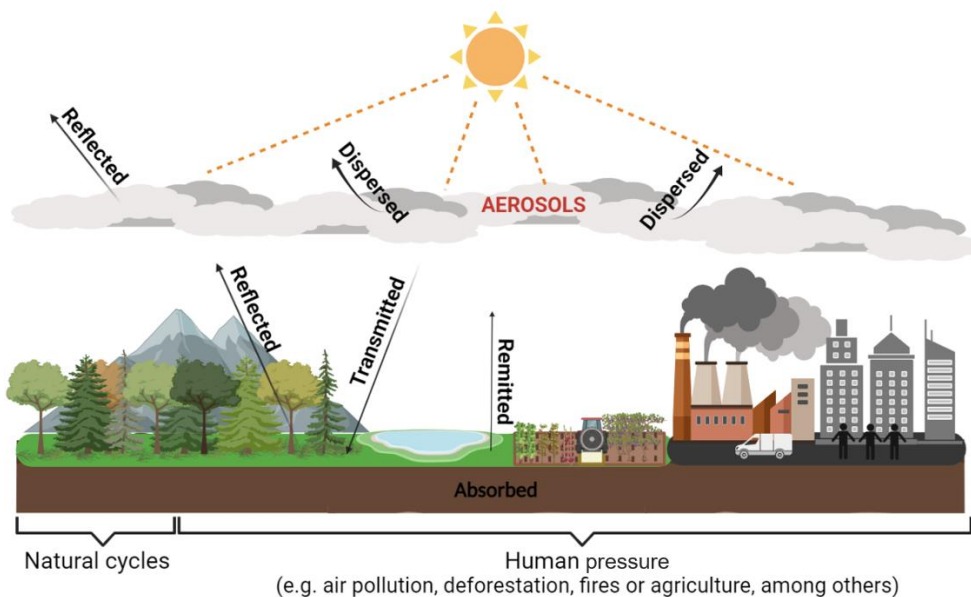 Reflected
Dispersed
AEROSOLS
Dispersed
Reflected
Transmitted
Remitted
Absorbed
Natural cycles
Human pressure
(e.g. air pollution, deforestation, fires or agriculture, among others)